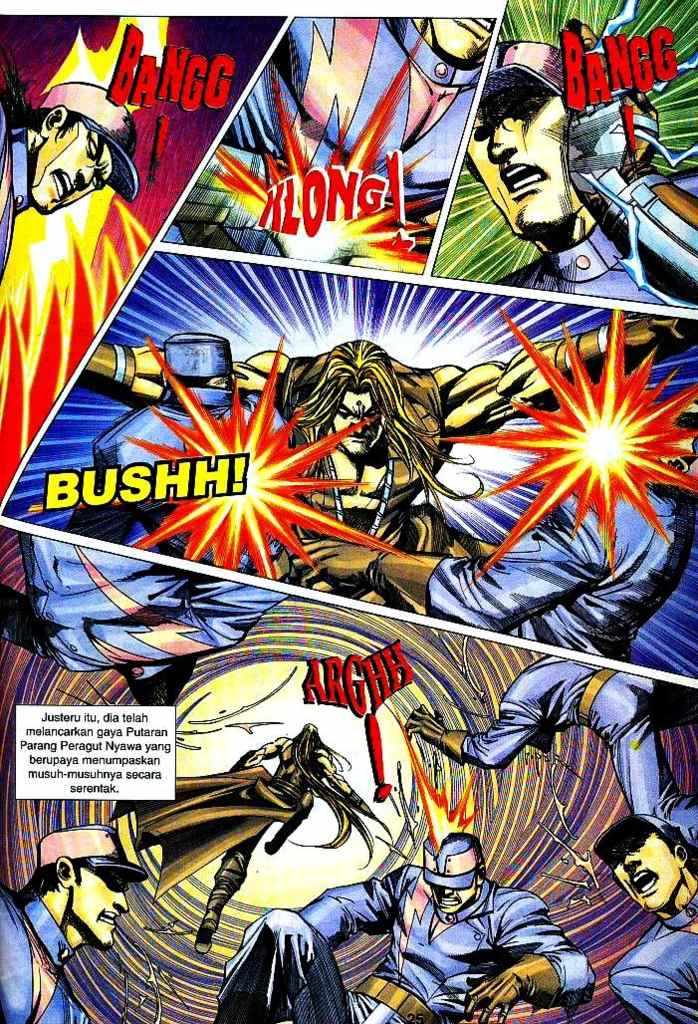 BANGG
!
KLONG!
BANGG
!
BUSHH!
ARGHH
!
Justeru itu, dia telah
melancarkan gaya Putaran
Parang Peragut Nyawa yang
berupaya menumpaskan
musuh-musuhnya secara
serentak.
25